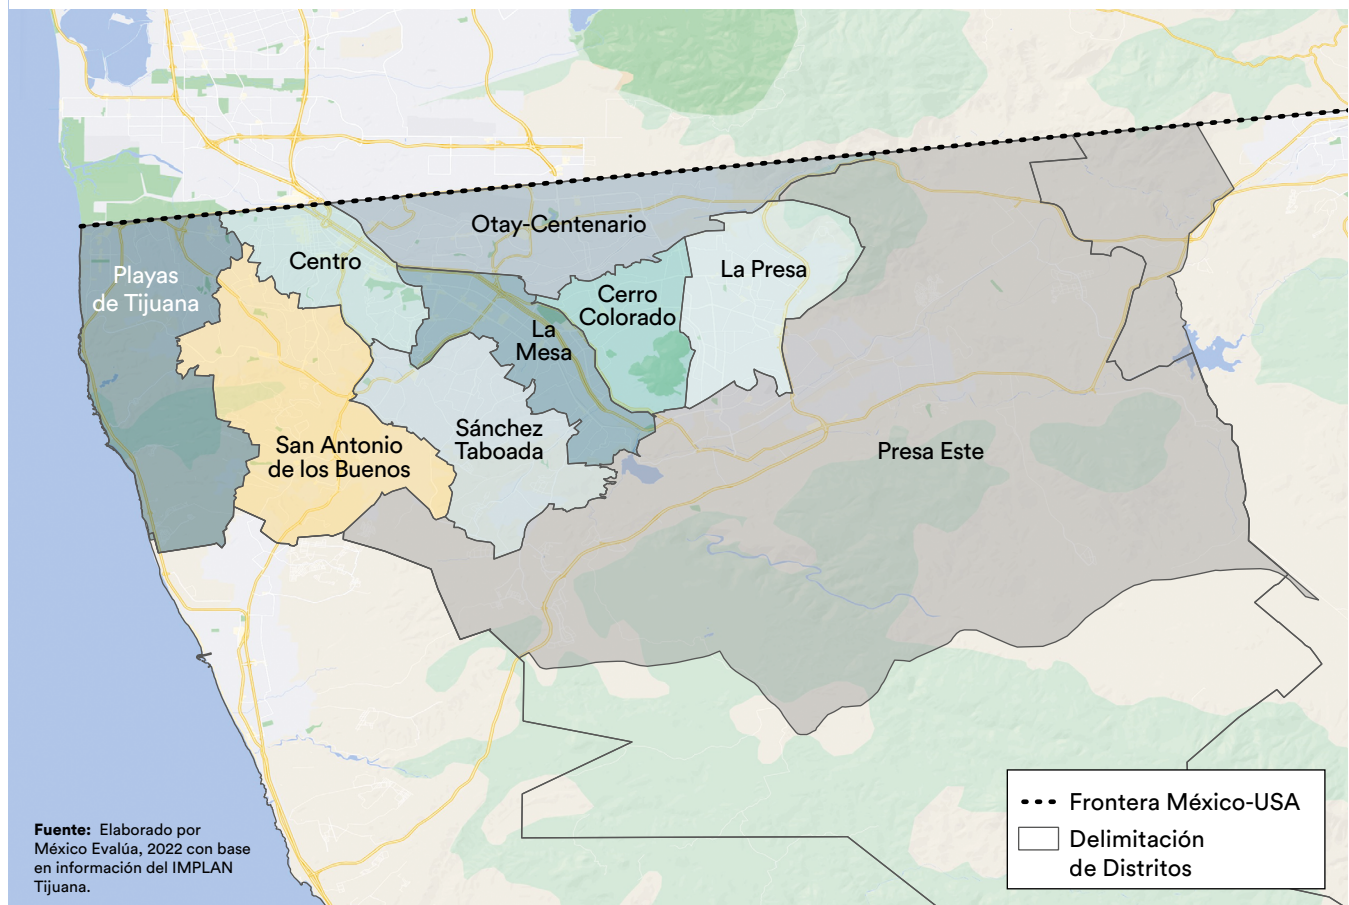 Otay-Centenario
Centro
La Presa
Playas
de Tijuana
Cerro
Colorado
La
Mesa
San Antonio
de los Buenos
Sánchez
Taboada
Presa Este
Frontera México-USA
Delimitación
de Distritos
Fuente: Elaborado por
México Evalúa, 2022 con base
en información del IMPLAN
Tijuana.